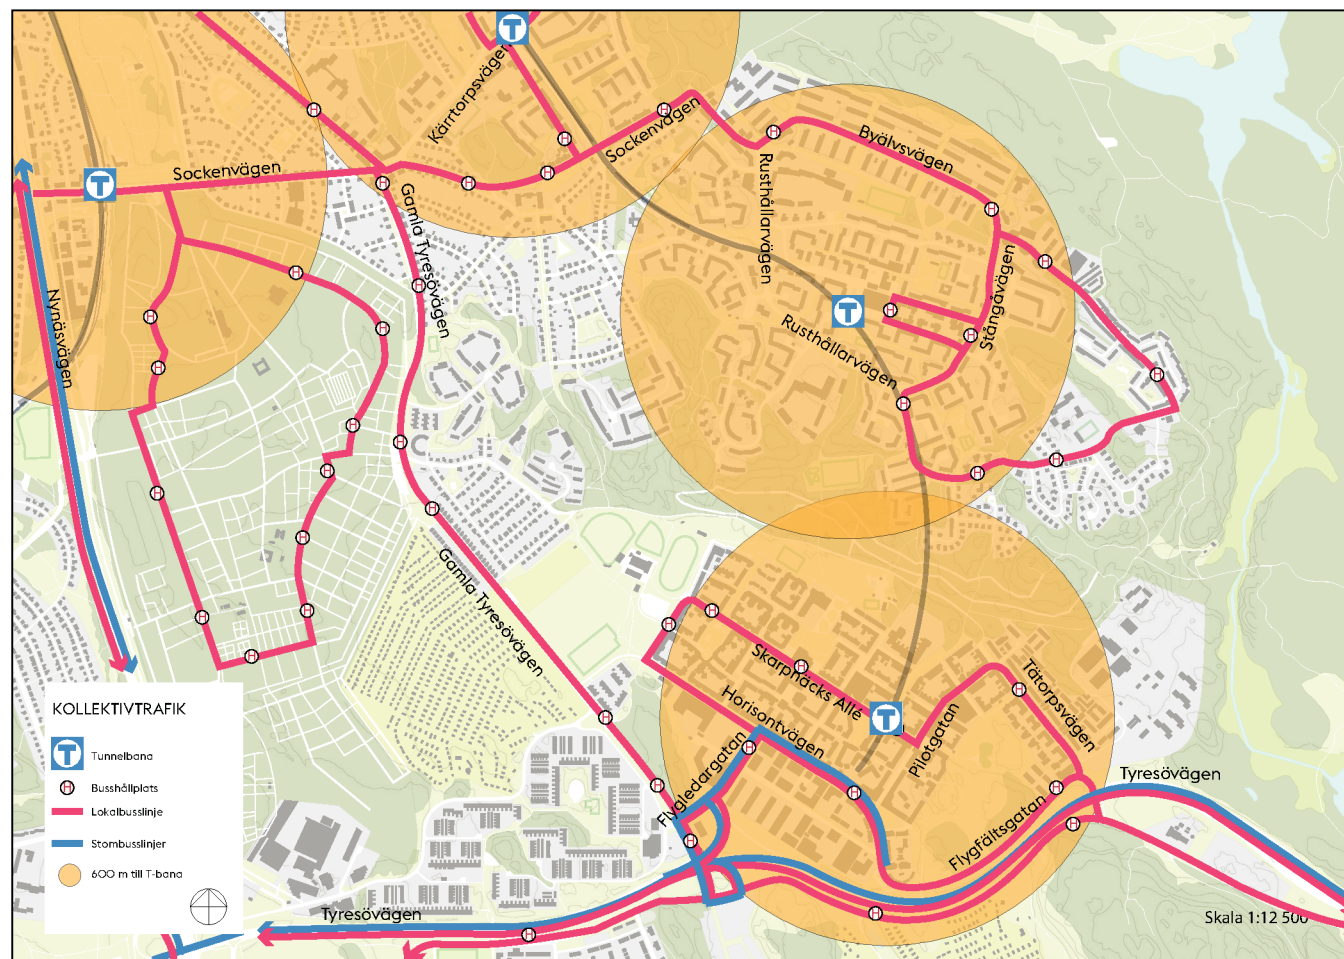 T
Kärrtorpsvägen
Sockenvägen
Byälvsvägen
T
Sockenvägen
Gamla Tyresövägen
Rusthållarvägen
Nynäsvägen
T
Stångåvägen
Rusthållarvägen
Gamla Tyresövägen
Skarpnäcks Allé
Tätorpsvägen
Horisontvägen
T
Pilotgatan
Flygledargatan
Tyresövägen
Flygfältsgatan
KOLLEKTIVTRAFIK
T Tunnelbana
H Busshållplats
Lokalbusslinje
Stombusslinjer
600 m till T-bana
Tyresövägen
Skala 1:12 500